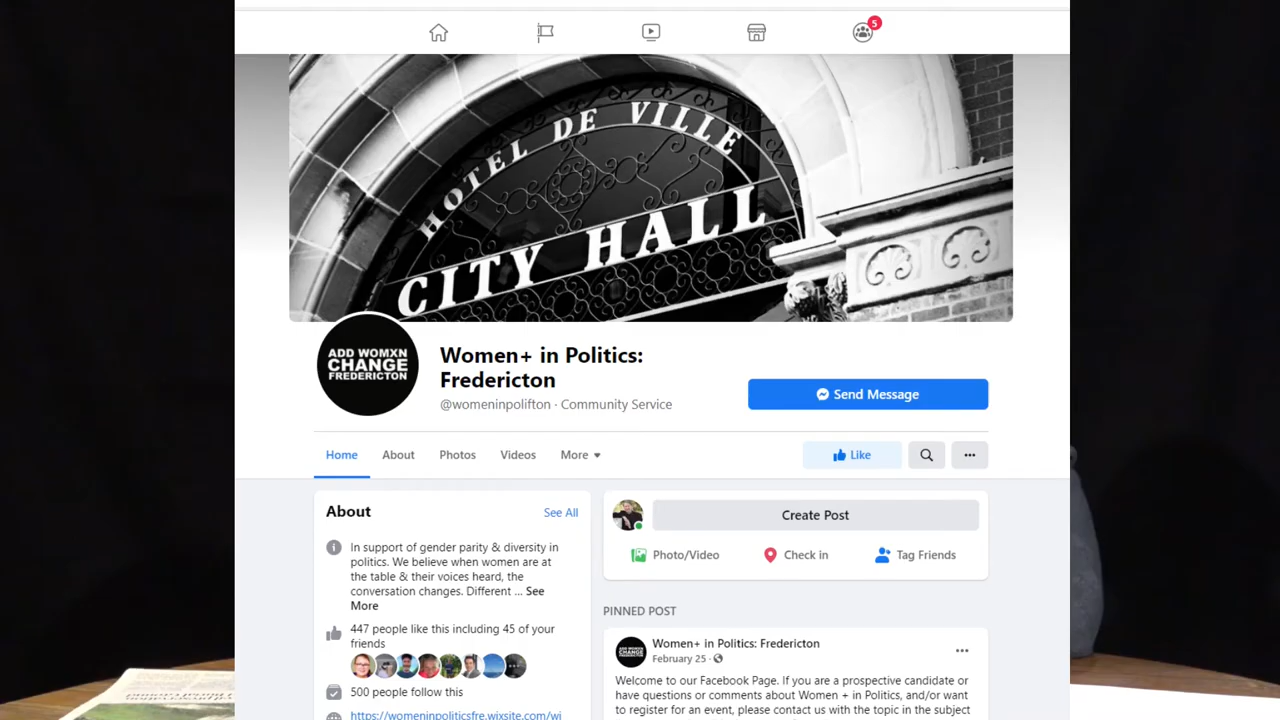 5
HOTEL DE VILLE
CITY HALL
ADD WOMXN
CHANGE
FREDERICTON
Women+ in Politics:
Fredericton
@womeninpolifton · Community Service
Send Message
Home
About
Photos
Videos
More
Like
About
See All
In support of gender parity & diversity in
politics. We believe when women are at
the table & their voices heard, the
conversation changes. Different ... See
More
447 people like this including 45 of your
friends
500 people follow this
https://womeninpoliticsfre.wixsite.com/wi
Create Post
Photo/Video
Check in
Tag Friends
PINNED POST
Women+ in Politics: Fredericton
February 25 ·
Welcome to our Facebook Page. If you are a prospective candidate or
have questions or comments about Women + in Politics, and/or want
to register for an event, please contact us with the topic in the subject